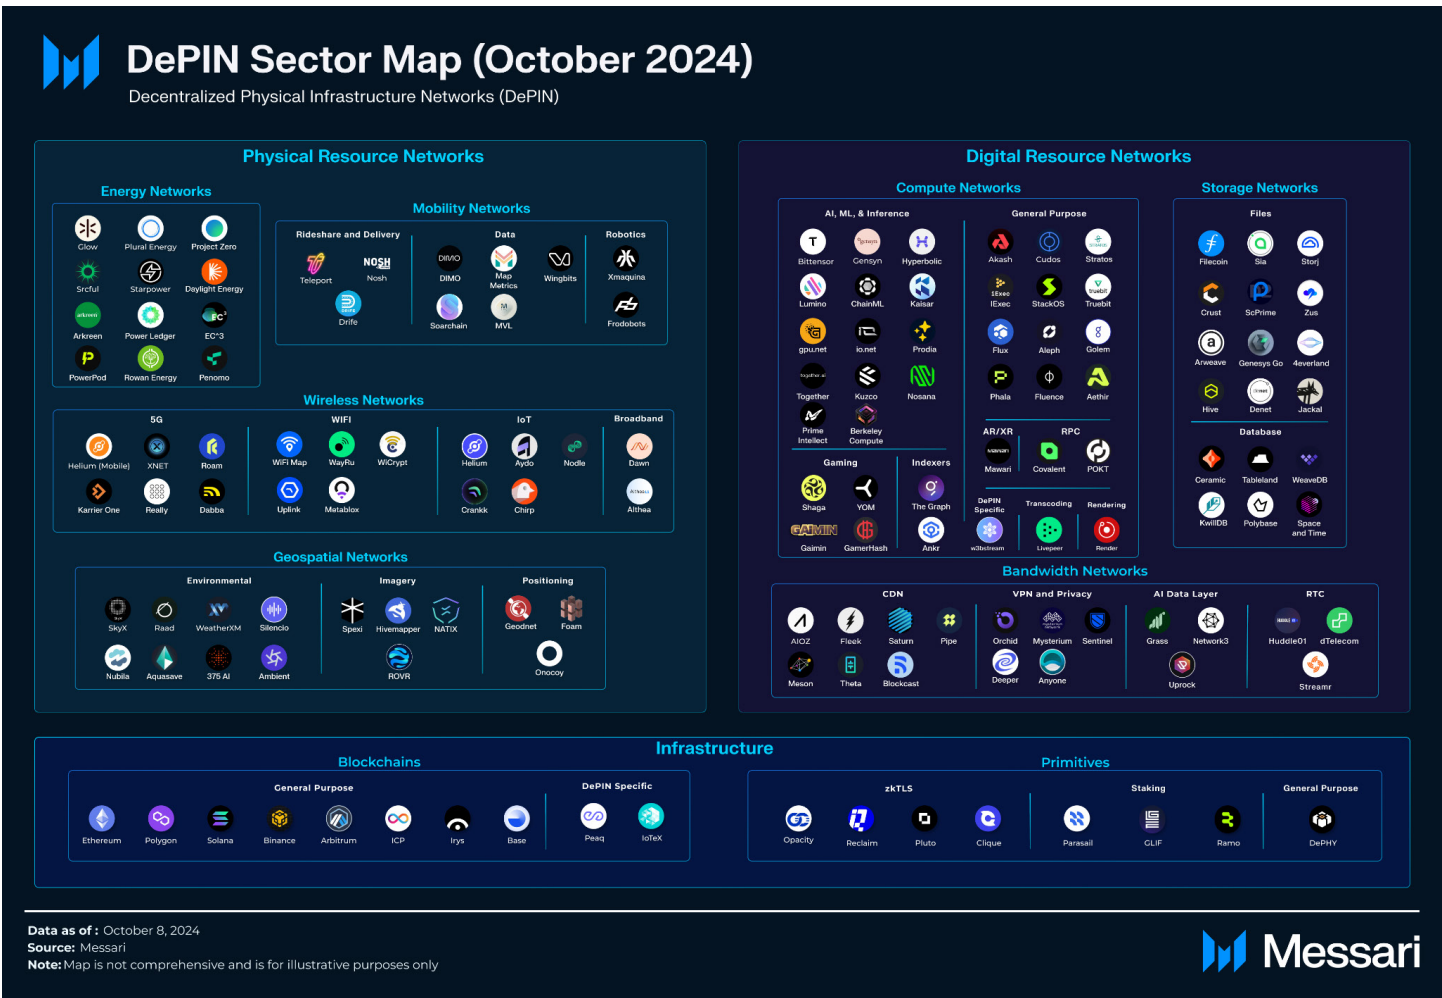 DePIN Sector Map (October 2024)
Decentralized Physical Infrastructure Networks (DePIN)
Physical Resource Networks
Energy Networks
Glow Plural Energy Project Zero
Srcful Starpower Daylight Energy
arkreen EC³
Arkreen Power Ledger EC^3
PowerPod Rowan Energy Penomo
Mobility Networks
Rideshare and Delivery
NOSH
Teleport Nosh
Drife
Data
DIMO
DIMO Map Metrics Wingbits
Soarchain MVL
Robotics
Xmaquina
Frodobots
Wireless Networks
5G
Helium (Mobile) XNET Roam
Karrier One Really Dabba
WIFI
WiFi Map WayRu WiCrypt
Uplink Metablox
IoT
Helium Aydo Nodle
Crankk Chirp
Broadband
Dawn
Althea
Geospatial Networks
Environmental
SkyX Raad WeatherXM Silencio
Nubila Aquasave 375 AI Ambient
Imagery
Spexi Hivemapper NATIX
ROVR
Positioning
Geodnet Foam
Onocoy
Digital Resource Networks
Compute Networks
AI, ML, & Inference
Bittensor Gensyn Hyperbolic
Lumino ChainML Kaisar
gpu.net io.net Prodia
together.ai
Together Kuzco Nosana
Prime Intellect Berkeley Compute
General Purpose
Akash Cudos Stratos
IExec StackOS Truebit
Flux Aleph Golem
Phala Fluence Aethir
AR/XR
Mawari
RPC
Covalent POKT
Gaming
Shaga YOM
GAIMIN
Gaimin GamerHash
Indexers
The Graph
Ankr
DePIN Specific
w3bstream
Transcoding
Livepeer
Rendering
Render
Storage Networks
Files
Filecoin Sia Storj
Crust ScPrime Zus
Arweave Genesys Go 4everland
Hive Denet Jackal
Database
Ceramic Tableland WeaveDB
KwilDB Polybase Space and Time
Bandwidth Networks
CDN
AIOZ Fleek Saturn Pipe
Meson Theta Blockcast
VPN and Privacy
Orchid Mysterium Sentinel
Deeper Anyone
AI Data Layer
Grass Network3
Uprock
RTC
Huddle01 dTelecom
Streamr
Infrastructure
Blockchains
General Purpose
Ethereum Polygon Solana Binance Arbitrum ICP Irys Base
DePIN Specific
Peaq IoTeX
Primitives
zkTLS
Opacity Reclaim Pluto Clique
Staking
Parasail GLIF Ramo
General Purpose
DePHY
Data as of : October 8, 2024
Source: Messari
Note: Map is not comprehensive and is for illustrative purposes only
Messari